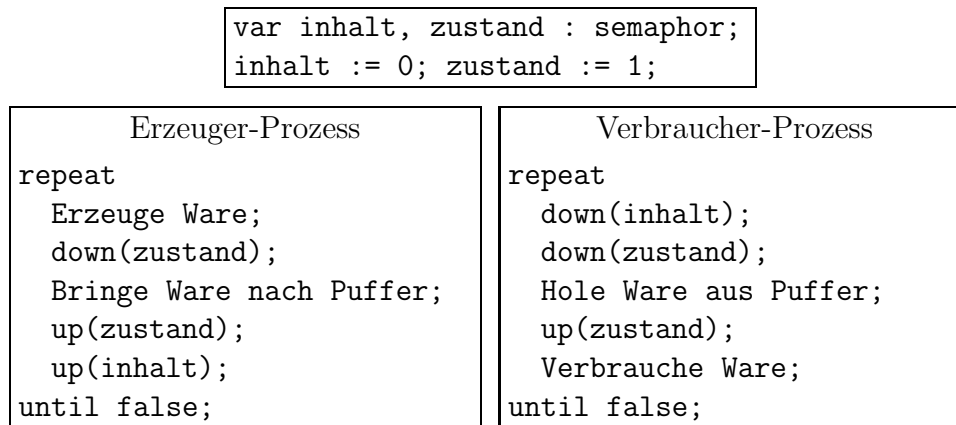 var inhalt, zustand : semaphor;
inhalt := 0; zustand := 1;
Erzeuger-Prozess
repeat
Erzeuge Ware;
down(zustand);
Bringe Ware nach Puffer;
up(zustand);
up(inhalt);
until false;
Verbraucher-Prozess
repeat
down(inhalt);
down(zustand);
Hole Ware aus Puffer;
up(zustand);
Verbrauche Ware;
until false;